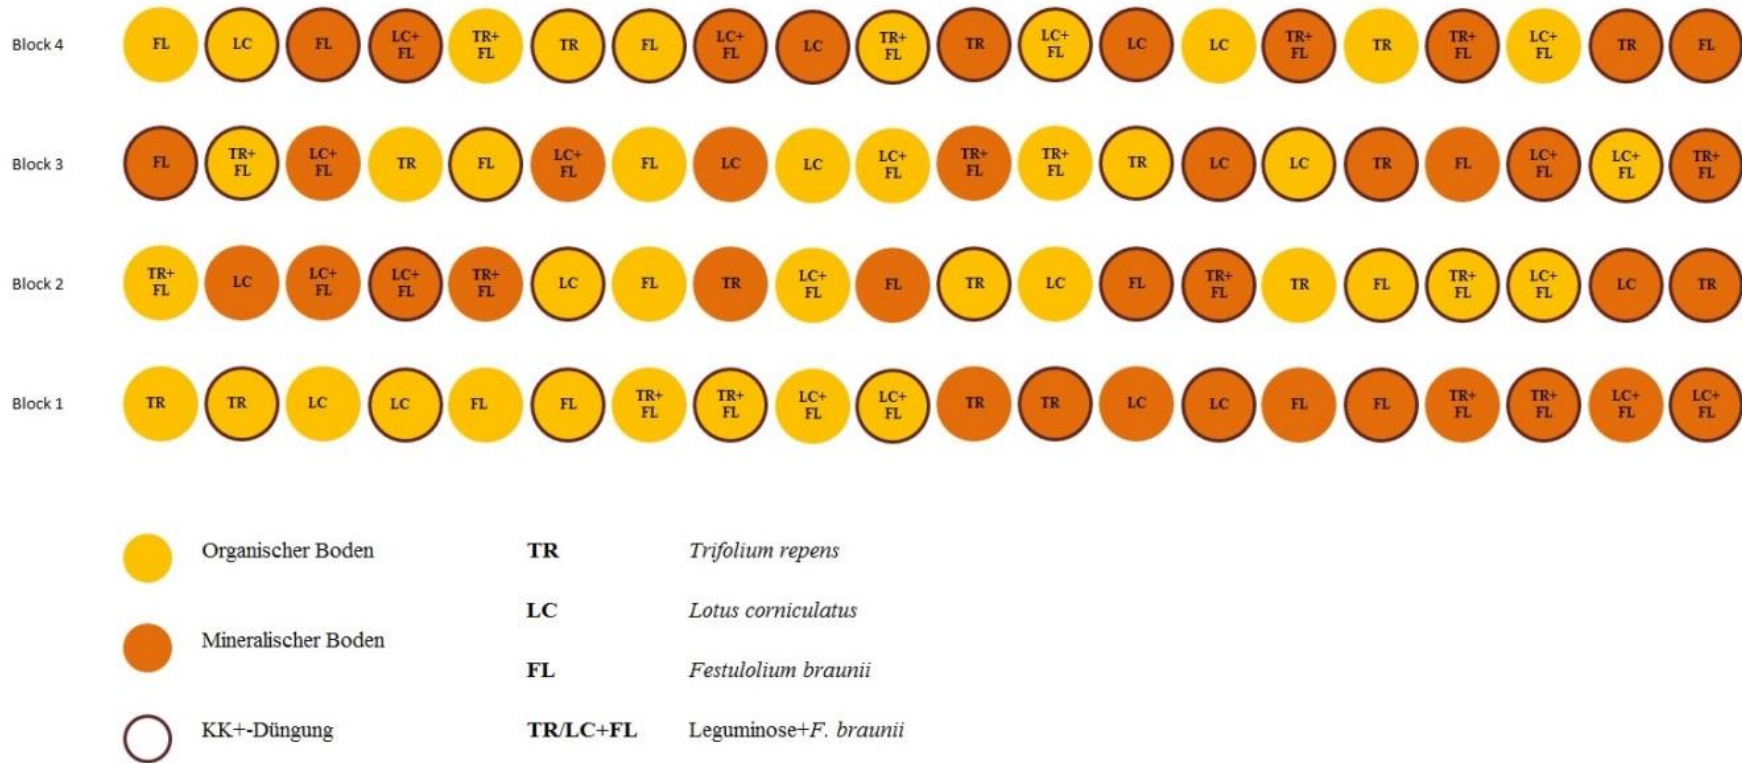 Block 4 FL LC FL LC+ FL TR+ FL TR FL LC+ FL LC TR+ FL TR LC+ FL LC LC TR+ FL TR TR+ FL LC+ FL TR FL
Block 3 FL TR+ FL LC+ FL TR FL LC+ FL FL LC LC LC+ FL TR+ FL TR+ FL TR LC LC TR FL LC+ FL LC+ FL TR+ FL
Block 2 TR+ FL LC LC+ FL LC+ FL TR+ FL LC FL TR LC+ FL FL TR LC FL TR+ FL TR FL TR+ FL LC+ FL LC TR
Block 1 TR TR LC LC FL FL TR+ FL TR+ FL LC+ FL LC+ FL TR TR LC LC FL FL TR+ FL TR+ FL LC+ FL LC+ FL
Organischer Boden TR Trifolium repens
LC Lotus corniculatus
Mineralischer Boden
FL Festulolium braunii
KK+-Düngung TR/LC+FL Leguminose+F. braunii